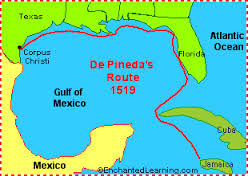 Texas
Atlantic
Ocean
De Pineda's
Route
1519
Florida
Corpus
Christi
Gulf of
Mexico
Cuba
Mexico
Jamaica
©EnchantedLearning.com